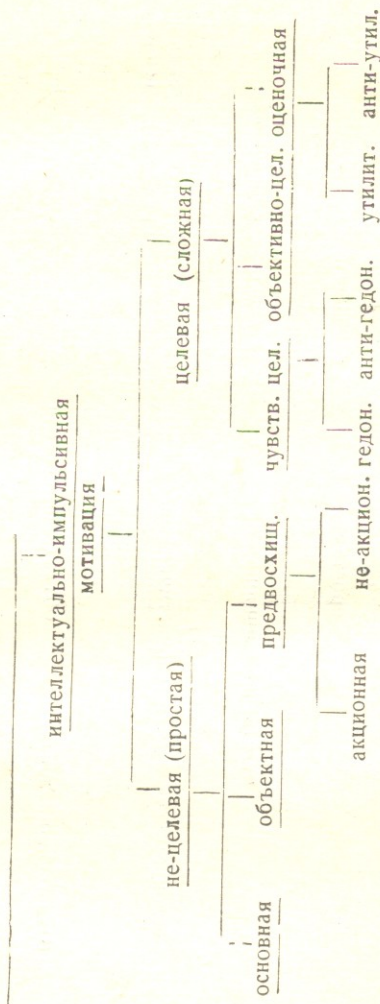 интеллектуально-импульсивная
мотивация
не-целевая (простая)
целевая (сложная)
основная
объектная
предвосхищ.
чувств. цел.
объективно-цел.
оценочная
акционная
не-акцион.
гедон.
анти-гедон.
утилит.
анти-утил.